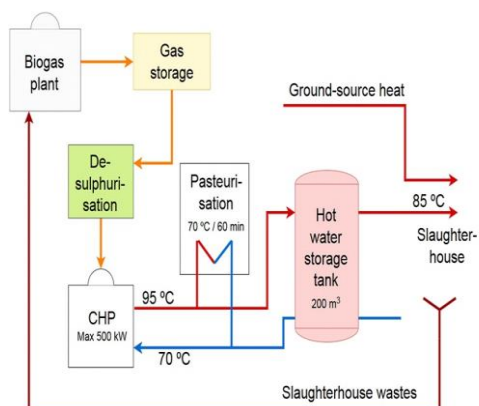 Biogas
plant
Gas
storage
Ground-source heat
De-
sulphuri-
sation
Pasteuri-
sation
70 ºC / 60 min
85 ºC
Hot
water
storage
tank
200 m³
Slaughter-
house
95 ºC
CHP
Max 500 kW
70 ºC
Slaughterhouse wastes